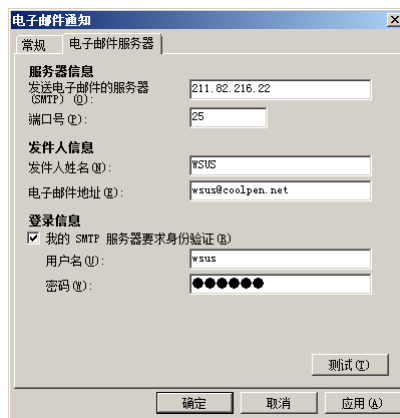 电子邮件通知
常规 电子邮件服务器
服务器信息
发送电子邮件的服务器
(SMTP) (O): 211.82.216.22
端口号(P): 25
发件人信息
发件人姓名(N): WSUS
电子邮件地址(E): wsus@coolpen.net
登录信息
我的 SMTP 服务器要求身份验证(R)
用户名(U): wsus
密码(W): ●●●●●●
测试(T)
确定 取消 应用(A)